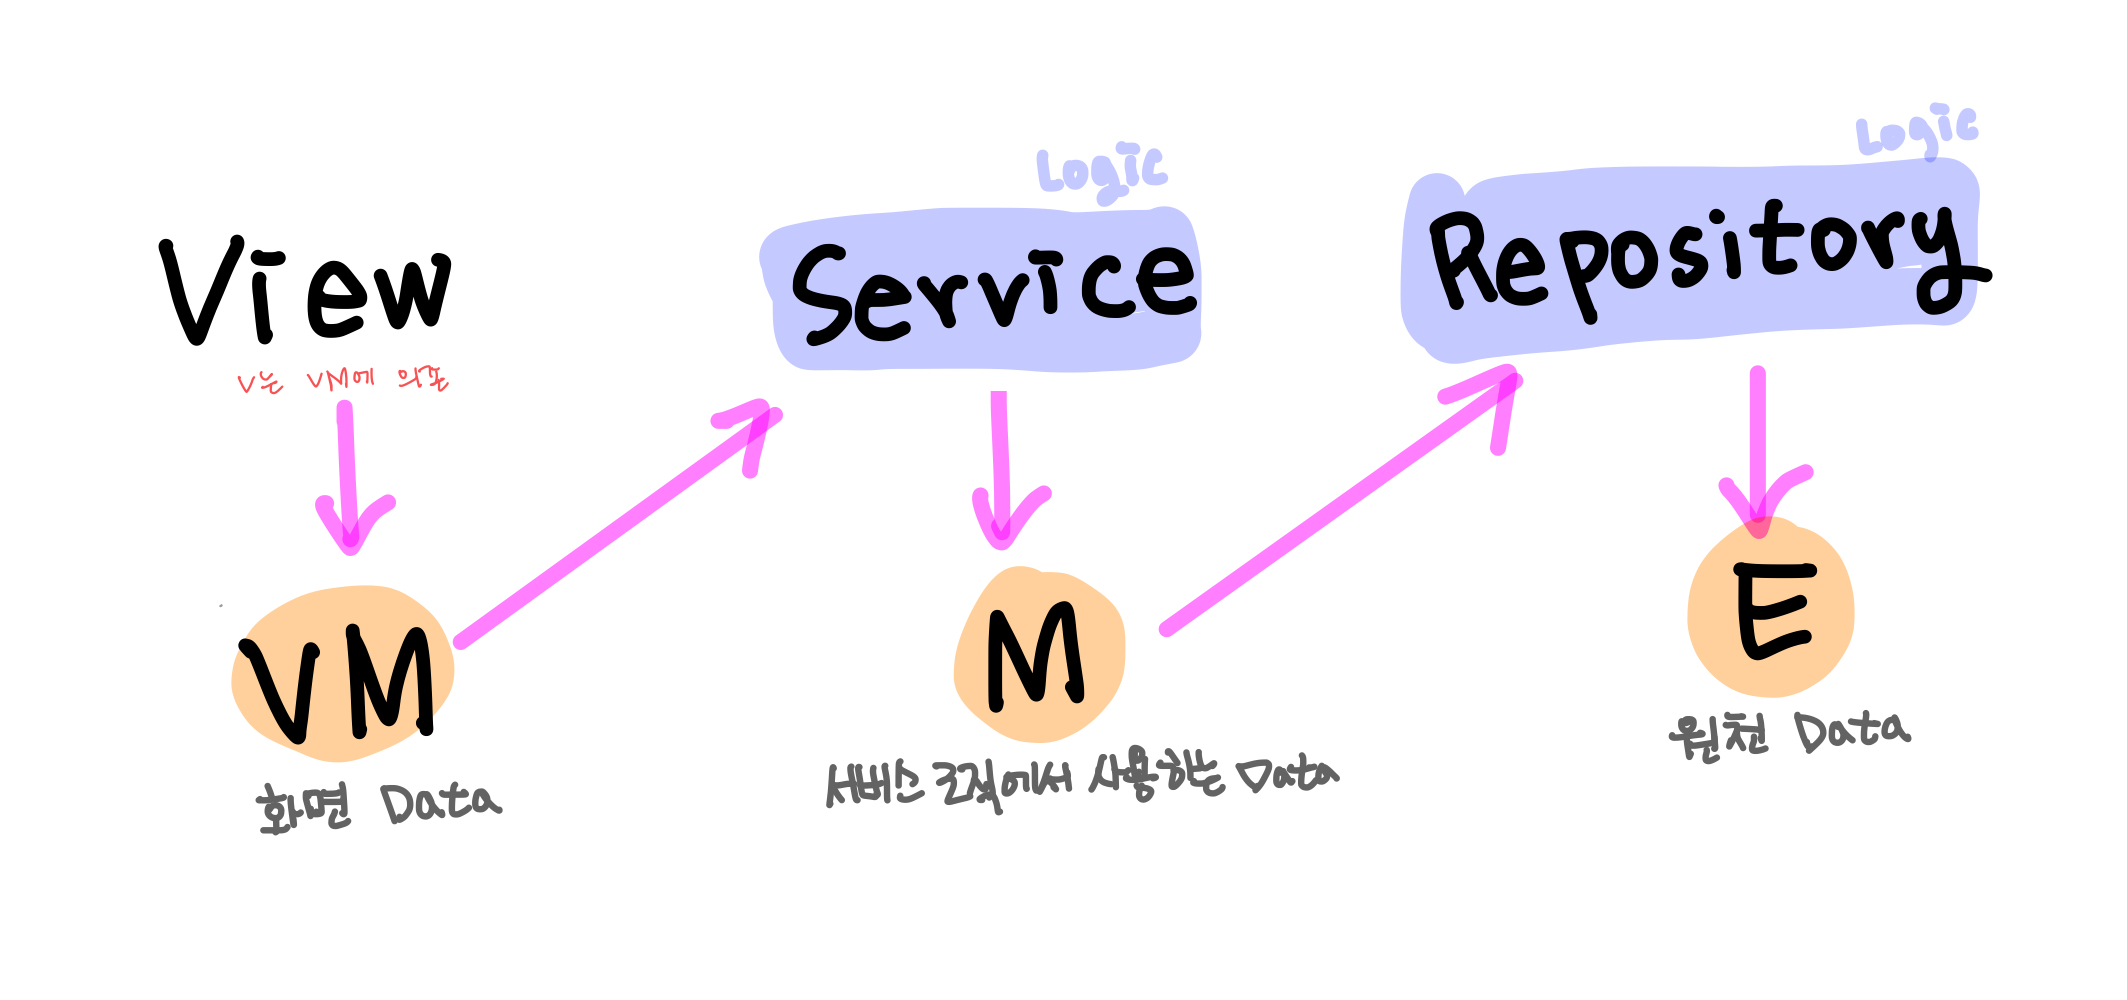 Logic
Logic
View
Service
Repository
V는 VM에 의존
VM
M
E
화면 Data
서버스 로직에서 사용하는 Data
원천 Data